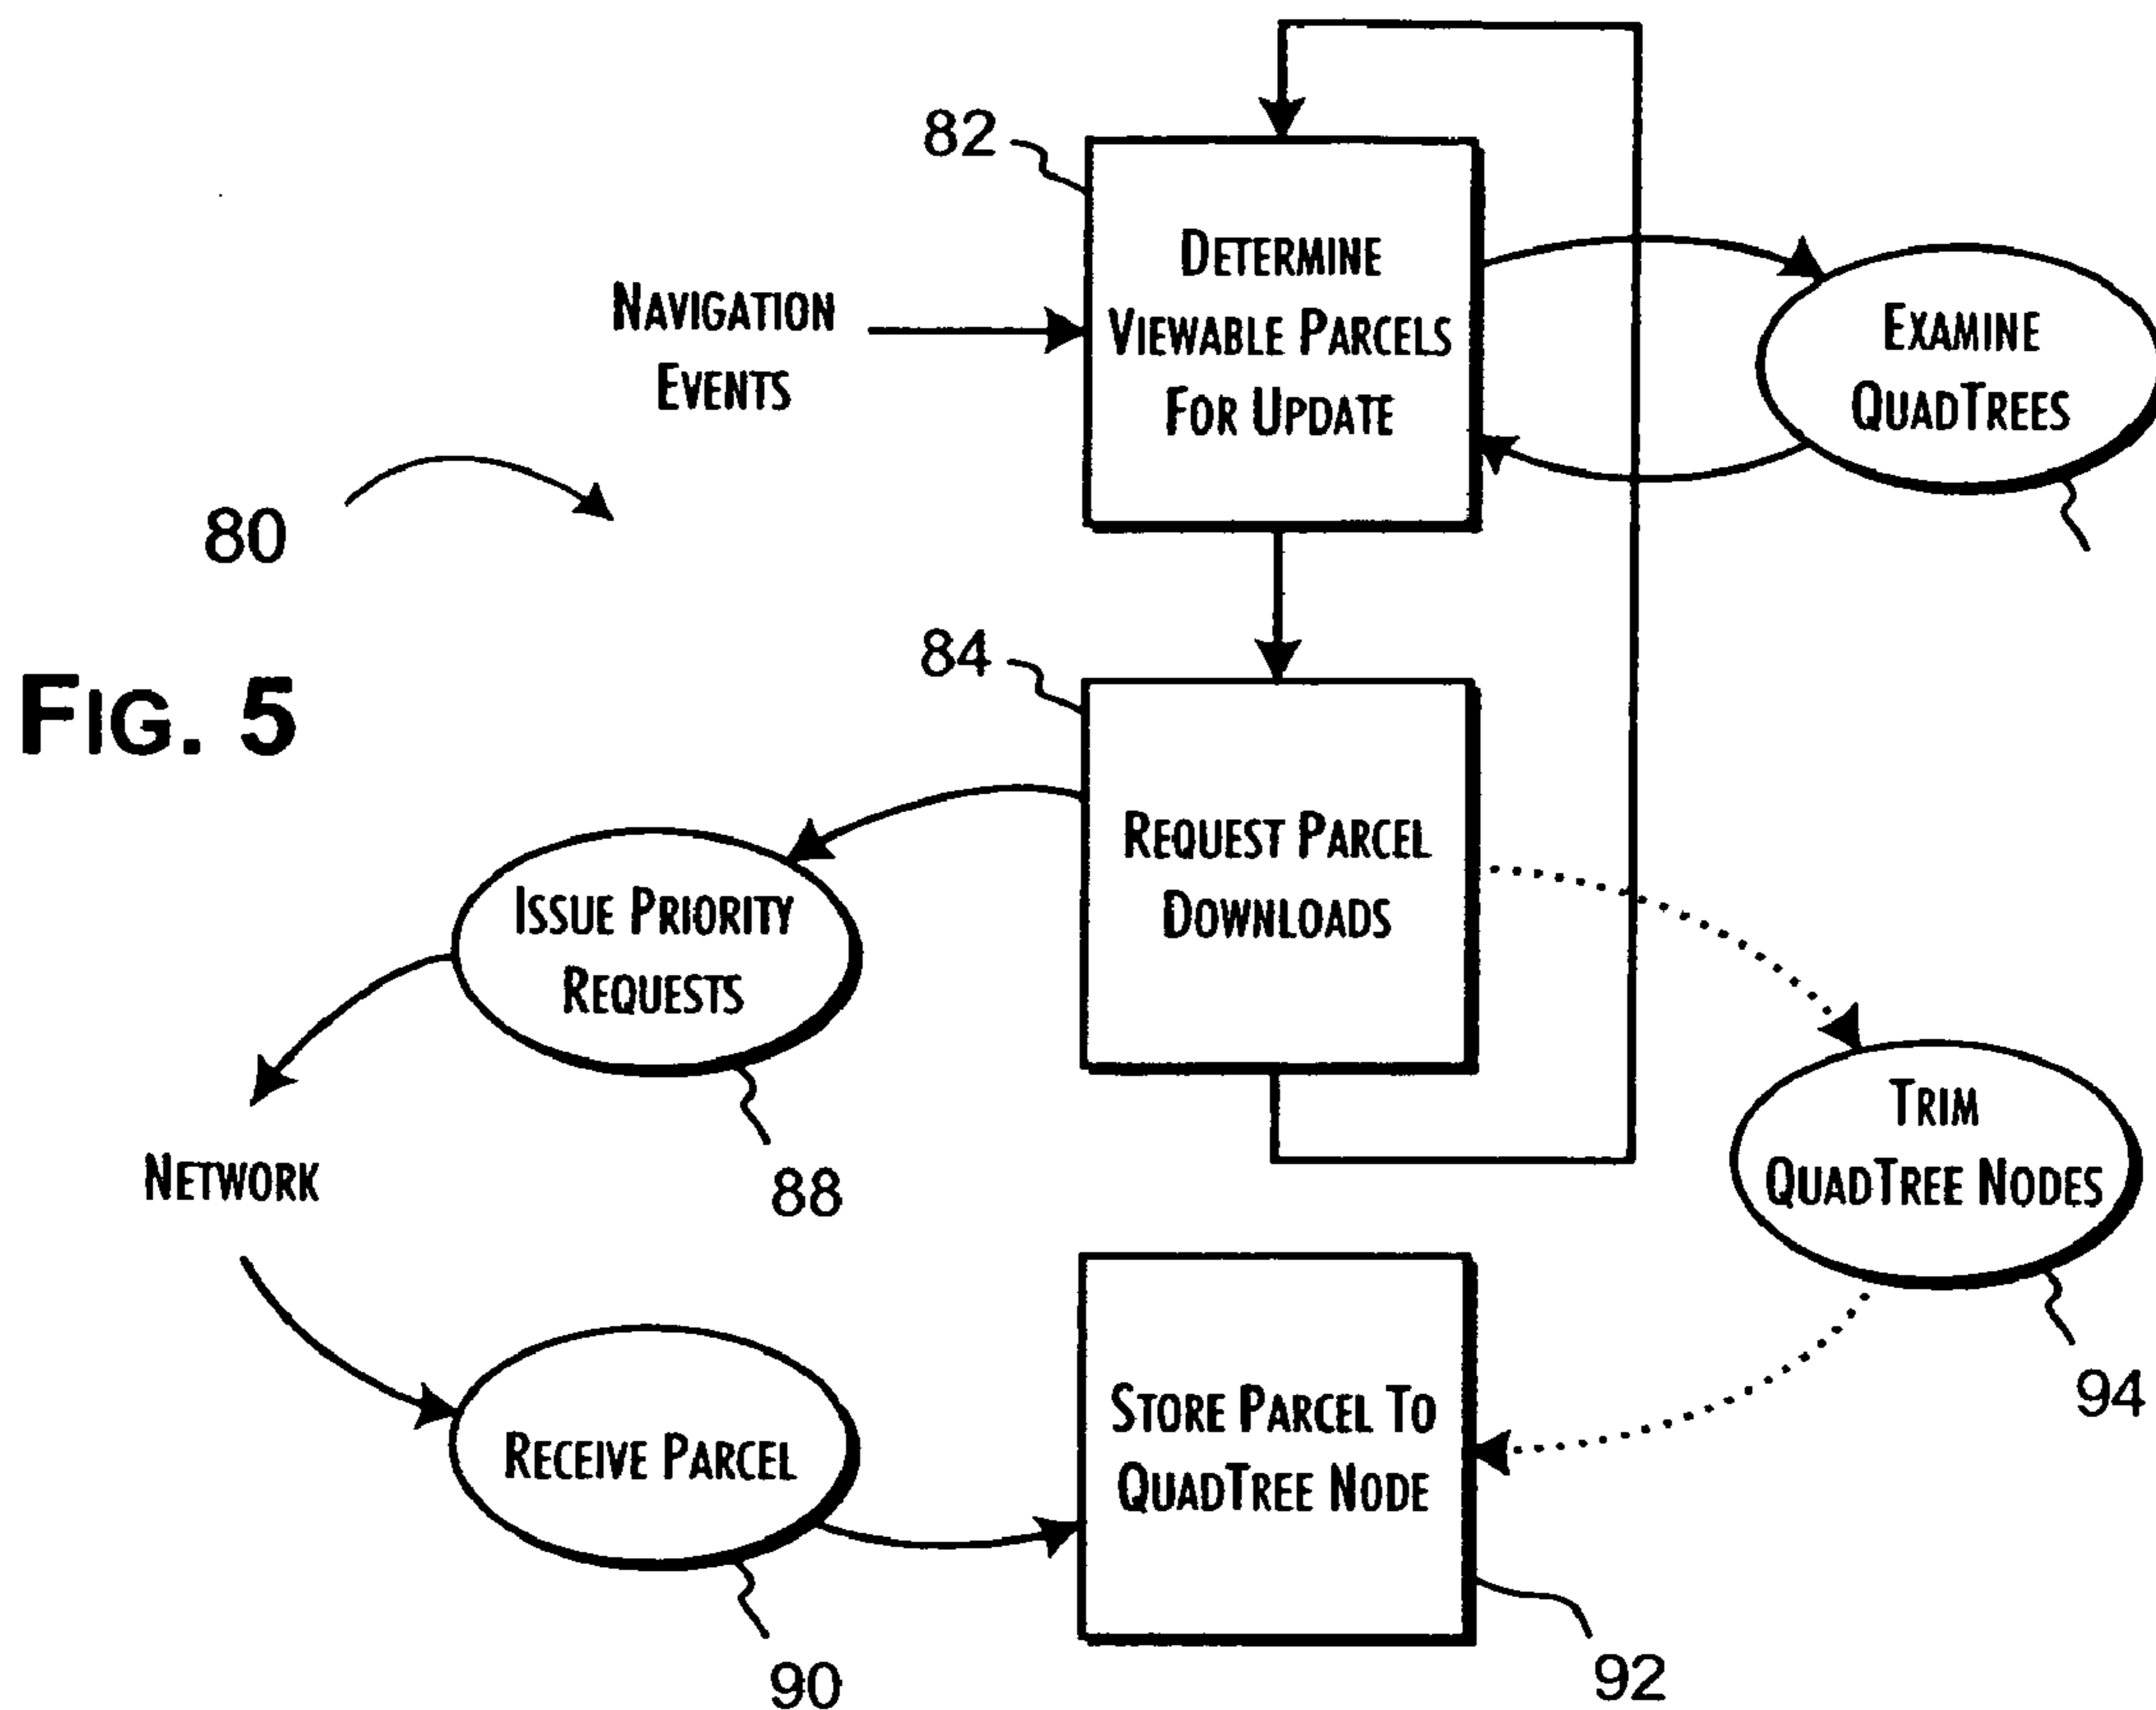 82
DETERMINE
VIEWABLE PARCELS
FOR UPDATE
NAVIGATION
EVENTS
EXAMINE
QUADTREES
80
84
FIG. 5
REQUEST PARCEL
DOWNLOADS
ISSUE PRIORITY
REQUESTS
88
NETWORK
TRIM
QUADTREE NODES
94
STORE PARCEL TO
QUADTREE NODE
92
RECEIVE PARCEL
90